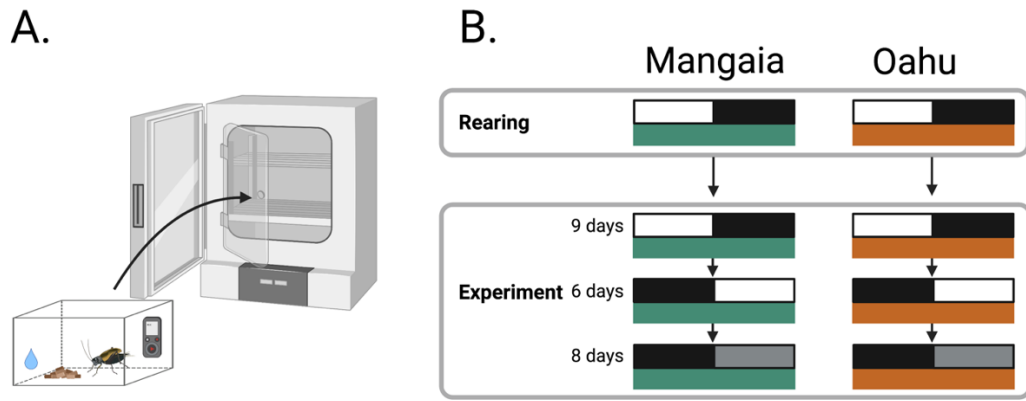 A.
B.
Mangaia
Oahu
Rearing
9 days
Experiment
6 days
8 days